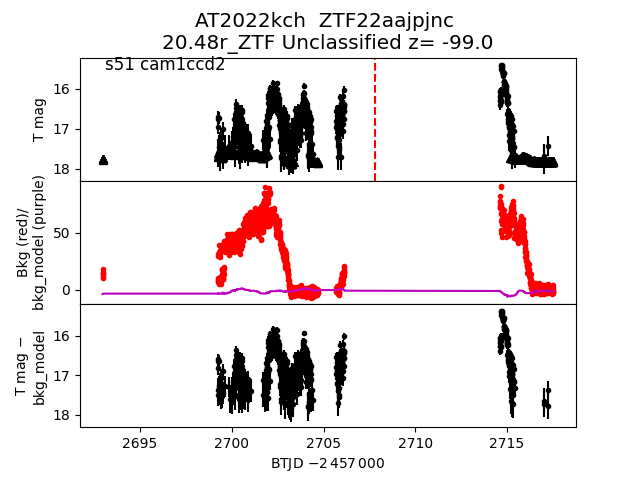 AT2022kch  ZTF22aajpjnc
20.48r_ZTF Unclassified z= -99.0
s51 cam1ccd2
T mag
16
17
18
Bkg (red)/
bkg_model (purple)
50
0
T mag −
bkg_model
16
17
18
2695 2700 2705 2710 2715
BTJD −2 457 000